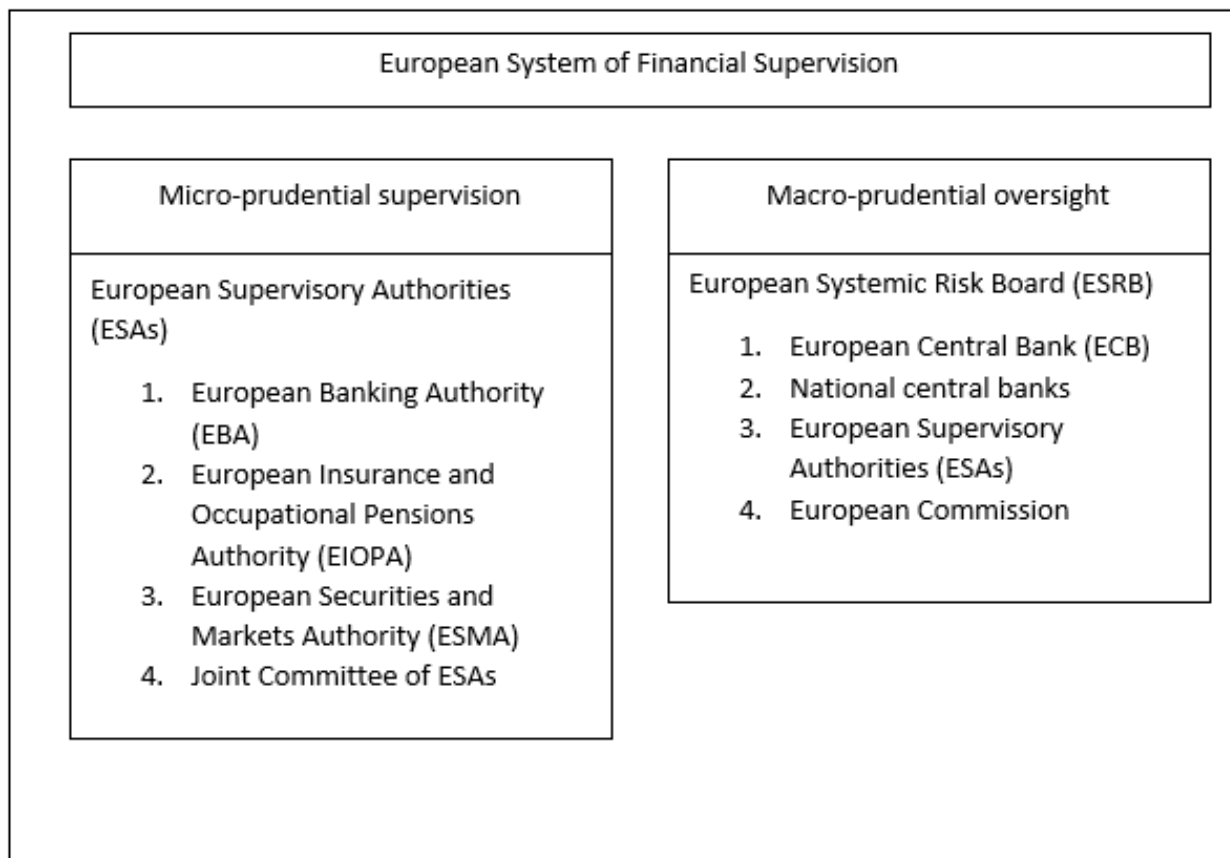 European System of Financial Supervision
Micro-prudential supervision
European Supervisory Authorities
(ESAs)
1. European Banking Authority
(EBA)
2. European Insurance and
Occupational Pensions
Authority (EIOPA)
3. European Securities and
Markets Authority (ESMA)
4. Joint Committee of ESAs
Macro-prudential oversight
European Systemic Risk Board (ESRB)
1. European Central Bank (ECB)
2. National central banks
3. European Supervisory
Authorities (ESAs)
4. European Commission